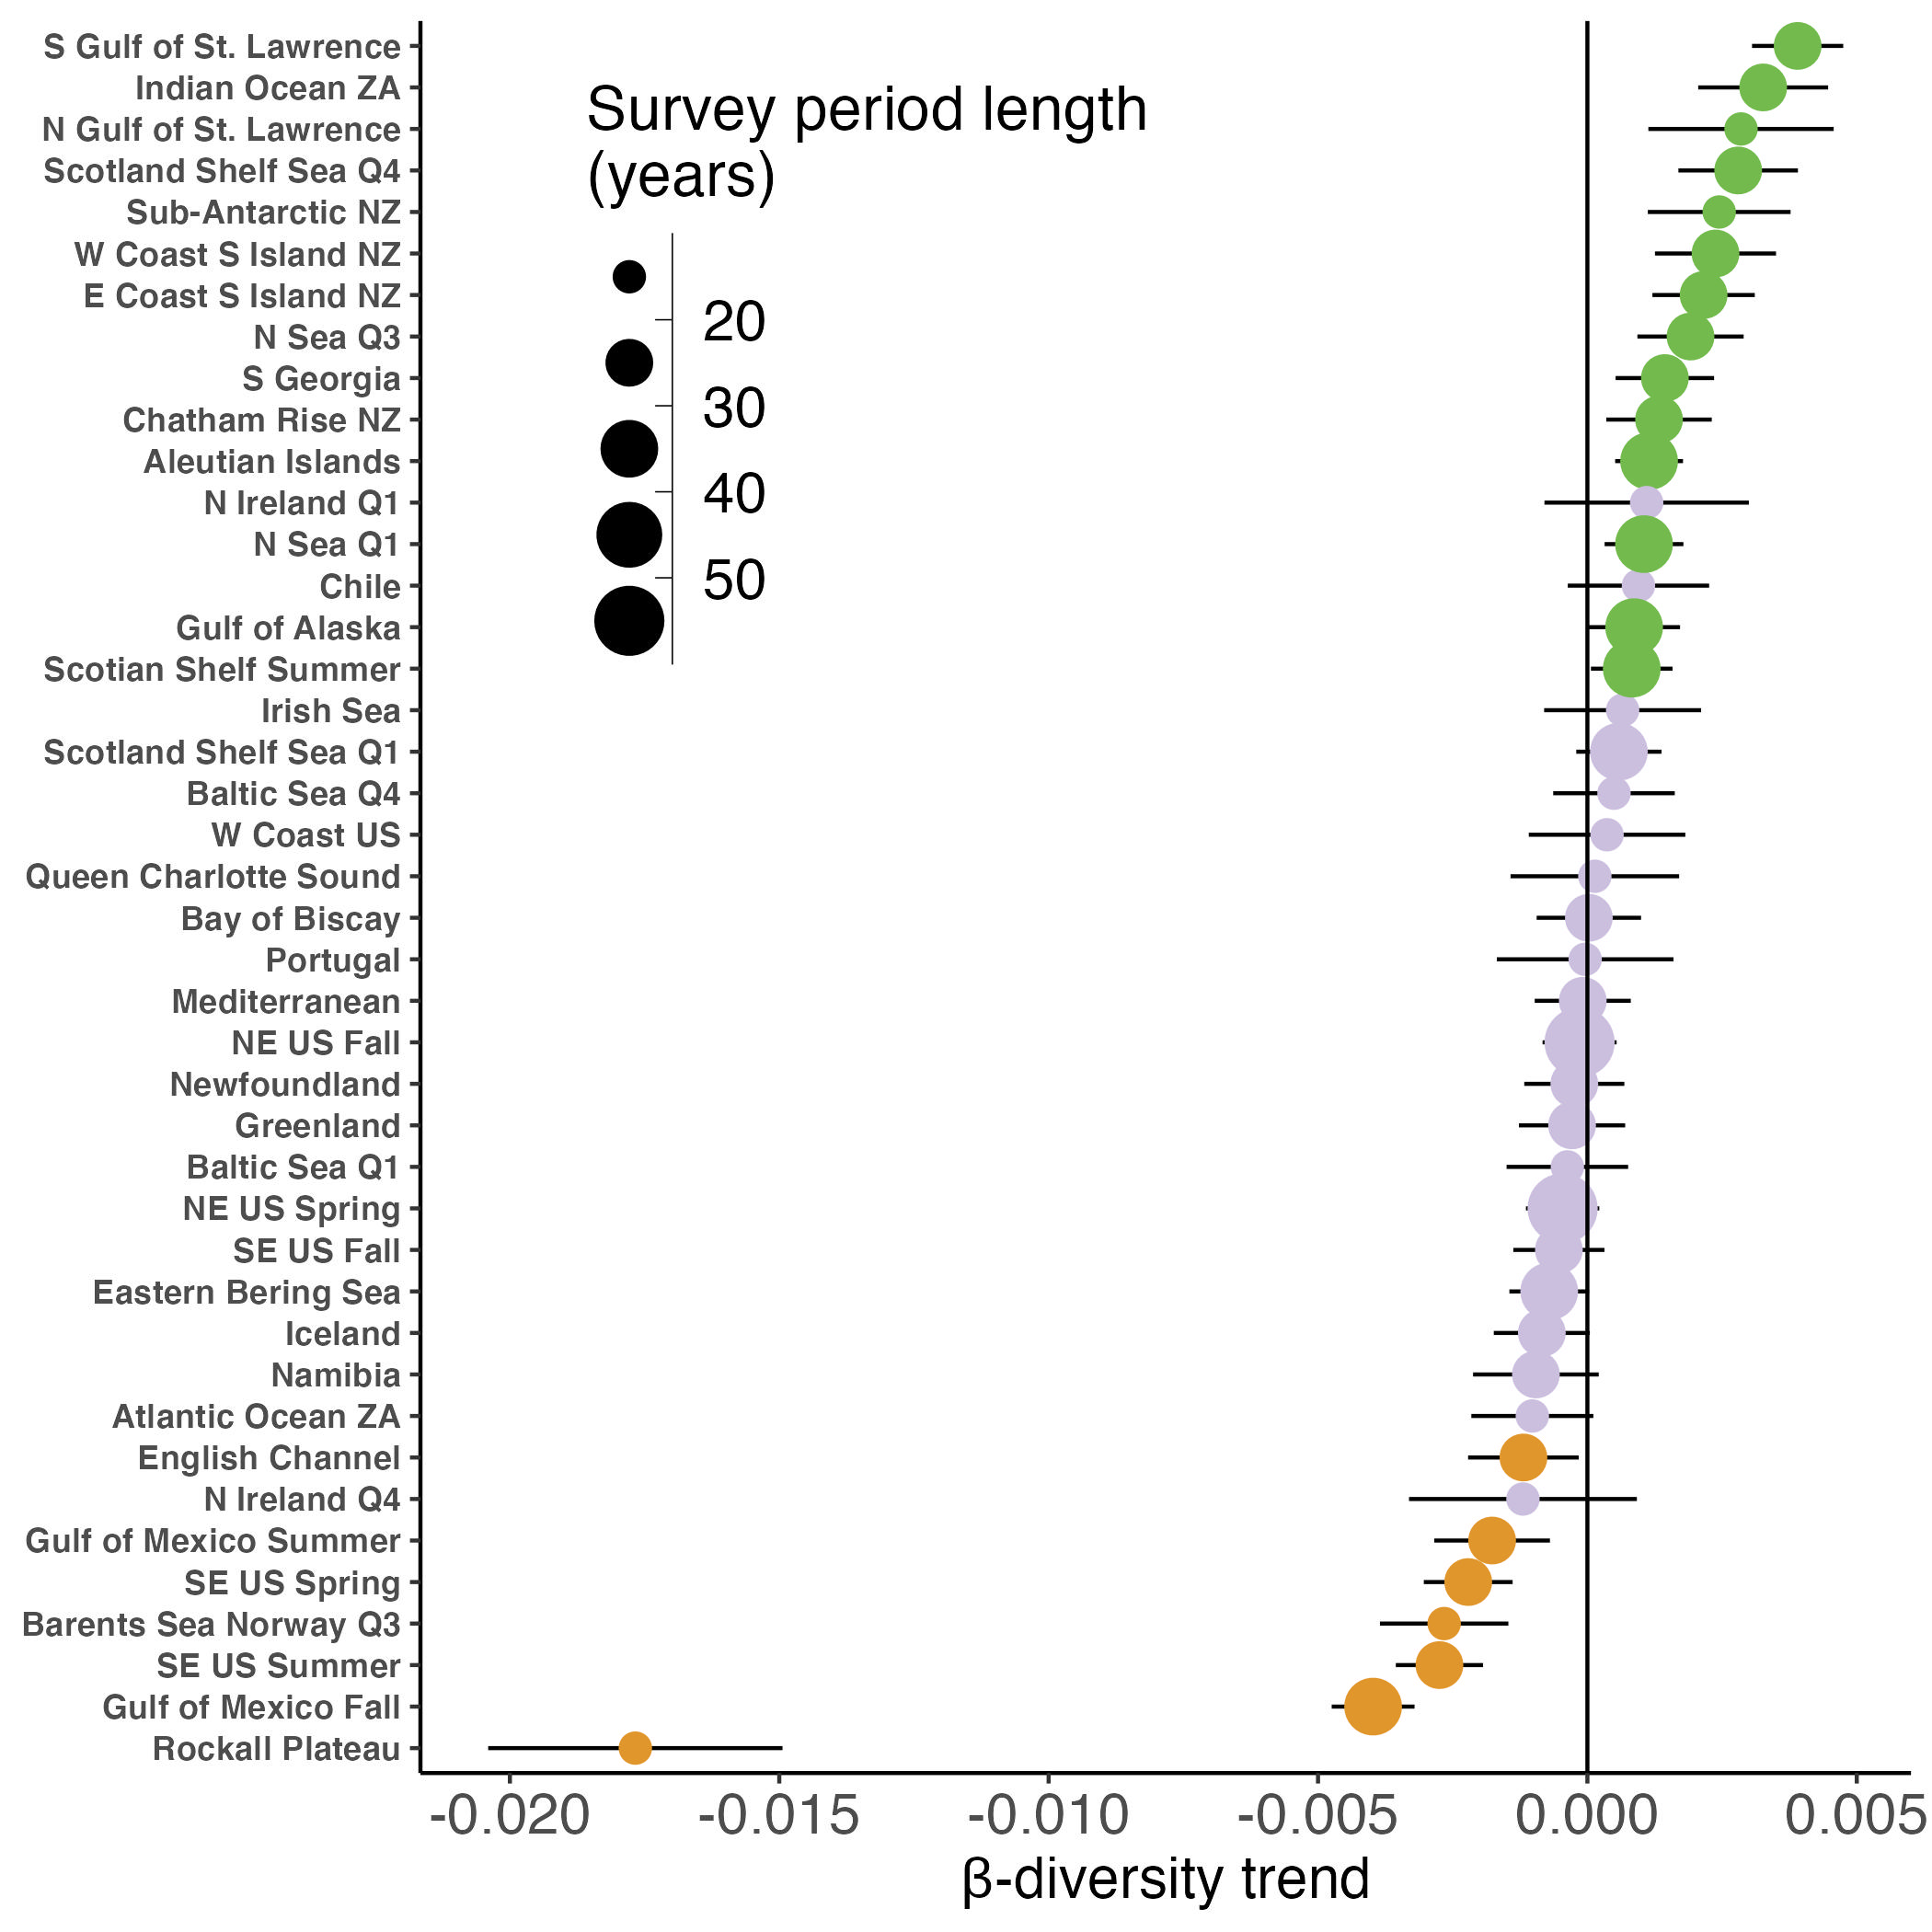 S Gulf of St. Lawrence
Indian Ocean ZA
N Gulf of St. Lawrence
Scotland Shelf Sea Q4
Sub-Antarctic NZ
W Coast S Island NZ
E Coast S Island NZ
N Sea Q3
S Georgia
Chatham Rise NZ
Aleutian Islands
N Ireland Q1
N Sea Q1
Chile
Gulf of Alaska
Scotian Shelf Summer
Irish Sea
Scotland Shelf Sea Q1
Baltic Sea Q4
W Coast US
Queen Charlotte Sound
Bay of Biscay
Portugal
Mediterranean
NE US Fall
Newfoundland
Greenland
Baltic Sea Q1
NE US Spring
SE US Fall
Eastern Bering Sea
Iceland
Namibia
Atlantic Ocean ZA
English Channel
N Ireland Q4
Gulf of Mexico Summer
SE US Spring
Barents Sea Norway Q3
SE US Summer
Gulf of Mexico Fall
Rockall Plateau
Survey period length
(years)
20
30
40
50
-0.020 -0.015 -0.010 -0.005 0.000 0.005
β-diversity trend